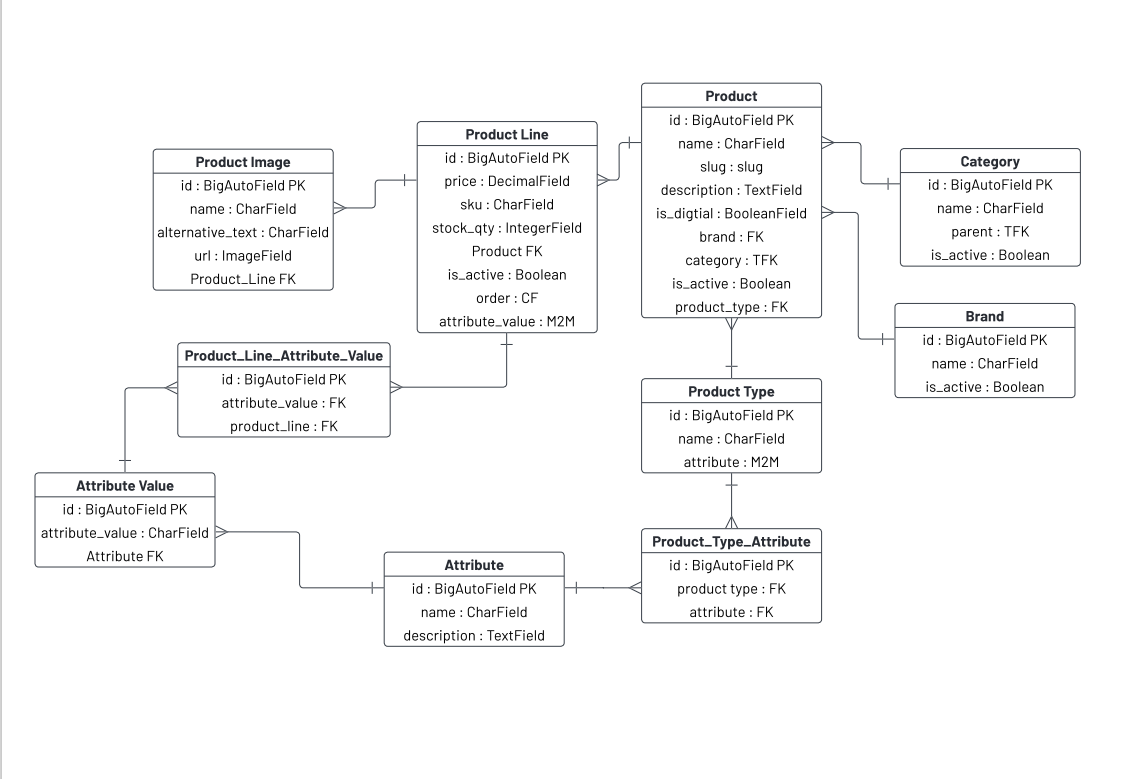 Product
id : BigAutoField PK
name : CharField
slug : slug
description : TextField
is_digtial : BooleanField
brand : FK
category : TFK
is_active : Boolean
product_type : FK
Product Line
id : BigAutoField PK
price : DecimalField
sku : CharField
stock_qty : IntegerField
Product FK
is_active : Boolean
order : CF
attribute_value : M2M
Product Image
id : BigAutoField PK
name : CharField
alternative_text : CharField
url : ImageField
Product_Line FK
Category
id : BigAutoField PK
name : CharField
parent : TFK
is_active : Boolean
Brand
id : BigAutoField PK
name : CharField
is_active : Boolean
Product_Line_Attribute_Value
id : BigAutoField PK
attribute_value : FK
product_line : FK
Product Type
id : BigAutoField PK
name : CharField
attribute : M2M
Attribute Value
id : BigAutoField PK
attribute_value : CharField
Attribute FK
Attribute
id : BigAutoField PK
name : CharField
description : TextField
Product_Type_Attribute
id : BigAutoField PK
product type : FK
attribute : FK